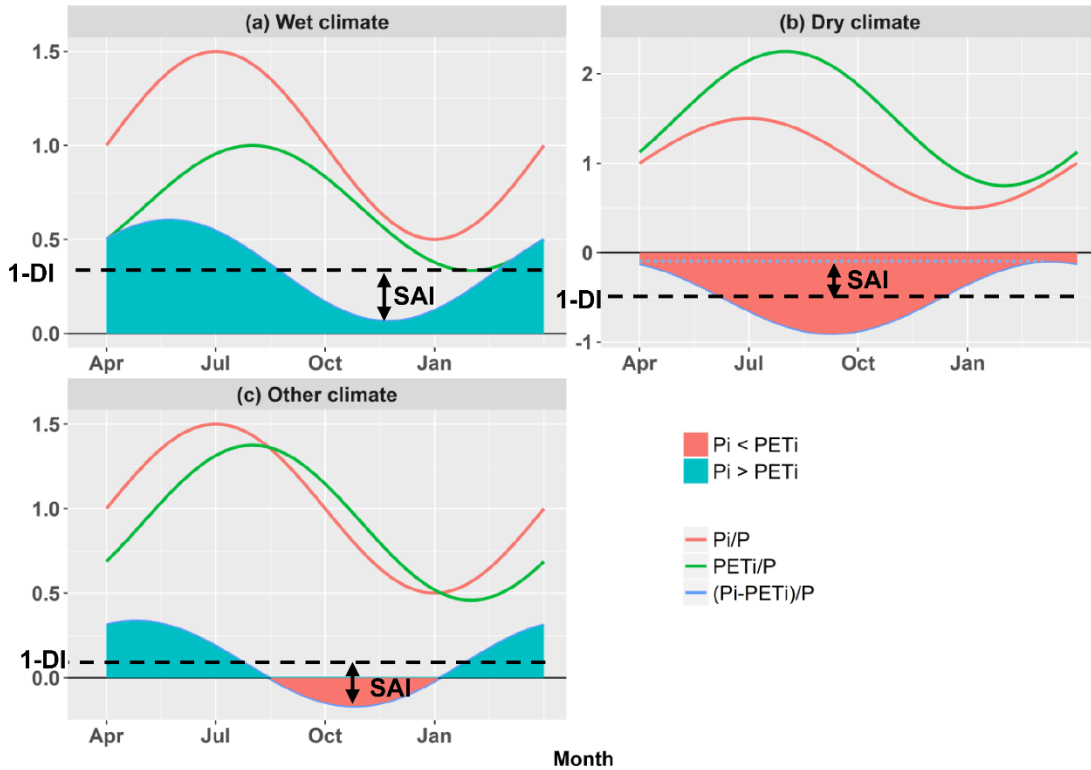 (a) Wet climate
1.5
1.0
0.5
1-DI
0.0
SAI
Apr Jul Oct Jan
(b) Dry climate
2
1
0
1-DI
-1
SAI
Apr Jul Oct Jan
(c) Other climate
1.5
1.0
0.5
1-DI
0.0
SAI
Apr Jul Oct Jan
Pi < PETi
Pi > PETi
Pi/P
PETi/P
(Pi-PETi)/P
Month